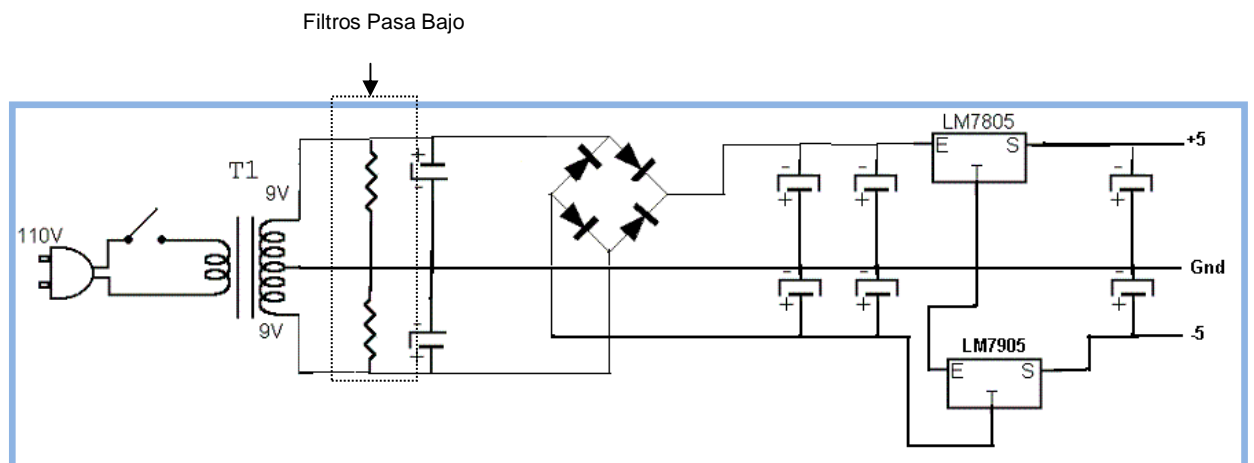 Filtros Pasa Bajo
LM7805
E
S
T
+5
T1
9V
110V
Gnd
9V
-5
LM7905
E
S
T
+
-
+
-
-
+
-
+
-
+
-
+
-
+
-
+